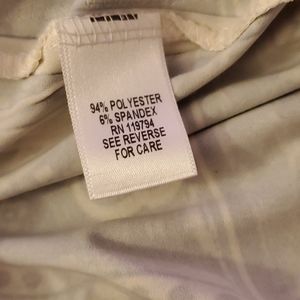 94% POLYESTER
6% SPANDEX
RN 119794
SEE REVERSE
FOR CARE